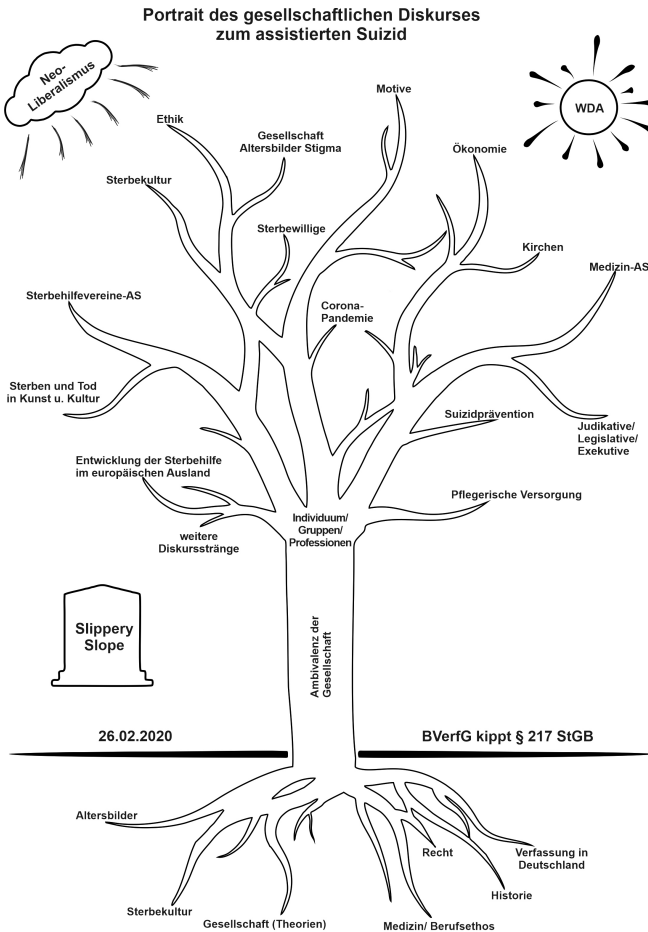 Portrait des gesellschaftlichen Diskurses
zum assistierten Suizid
Neo-
Liberalismus
WDA
Motive
Ethik
Gesellschaft
Altersbilder Stigma
Ökonomie
Sterbekultur
Sterbewillige
Kirchen
Medizin-AS
Sterbehilfevereine-AS
Corona-
Pandemie
Sterben und Tod
in Kunst u. Kultur
Suizidprävention
Judikative/
Legislative/
Exekutive
Entwicklung der Sterbehilfe
im europäischen Ausland
Pflegerische Versorgung
weitere
Diskursstränge
Individuum/
Gruppen/
Professionen
Slippery
Slope
Ambivalenz der
Gesellschaft
26.02.2020
BVerfG kippt § 217 StGB
Altersbilder
Recht
Verfassung in
Deutschland
Historie
Sterbekultur
Gesellschaft (Theorien)
Medizin/ Berufsethos